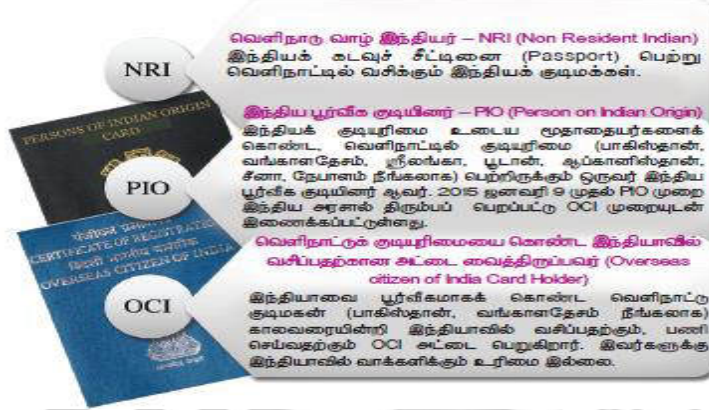 வெளிநாடு வாழ் இந்தியர் – NRI (Non Resident Indian)
இந்தியக் கடவுச் சீட்டினை (Passport) பெற்று
வெளிநாட்டில் வசிக்கும் இந்தியக் குடிமக்கள்.
NRI
இந்திய பூர்வீக குடியினர் – PIO (Person on Indian Origin)
இந்தியக் குடியுரிமை உடைய மூதாதையர்களைக்
கொண்ட, வெளிநாட்டில் குடியுரிமை (பாகிஸ்தான்,
வங்காளதேசம், ஸ்ரீலங்கா, பூடான், ஆப்கானிஸ்தான்,
சீனா, நேபாளம் நீங்கலாக) பெற்றிருக்கும் ஒருவர் இந்திய
பூர்வீக குடியினர் ஆவர். 2015 ஜனவரி 9 முதல் PIO முறை
இந்திய அரசால் திரும்பப் பெறப்பட்டு OCI முறையுடன்
இணைக்கப்பட்டுள்ளது.
PERSONS OF INDIAN ORIGIN
CARD
PIO
வெளிநாட்டுக் குடியுரிமையை கொண்ட இந்தியாவில்
வசிப்பதற்கான அட்டை வைத்திருப்பவர் (Overseas
citizen of India Card Holder)
இந்தியாவை பூர்வீகமாகக் கொண்ட வெளிநாட்டு
குடிமகன் (பாகிஸ்தான், வங்காளதேசம் நீங்கலாக)
காலவரையின்றி இந்தியாவில் வசிப்பதற்கும், பணி
செய்வதற்கும் OCI அட்டை பெறுகிறார். இவர்களுக்கு
இந்தியாவில் வாக்களிக்கும் உரிமை இல்லை.
CERTIFICATE OF REGISTRATION
OVERSEAS CITIZEN OF INDIA
OCI